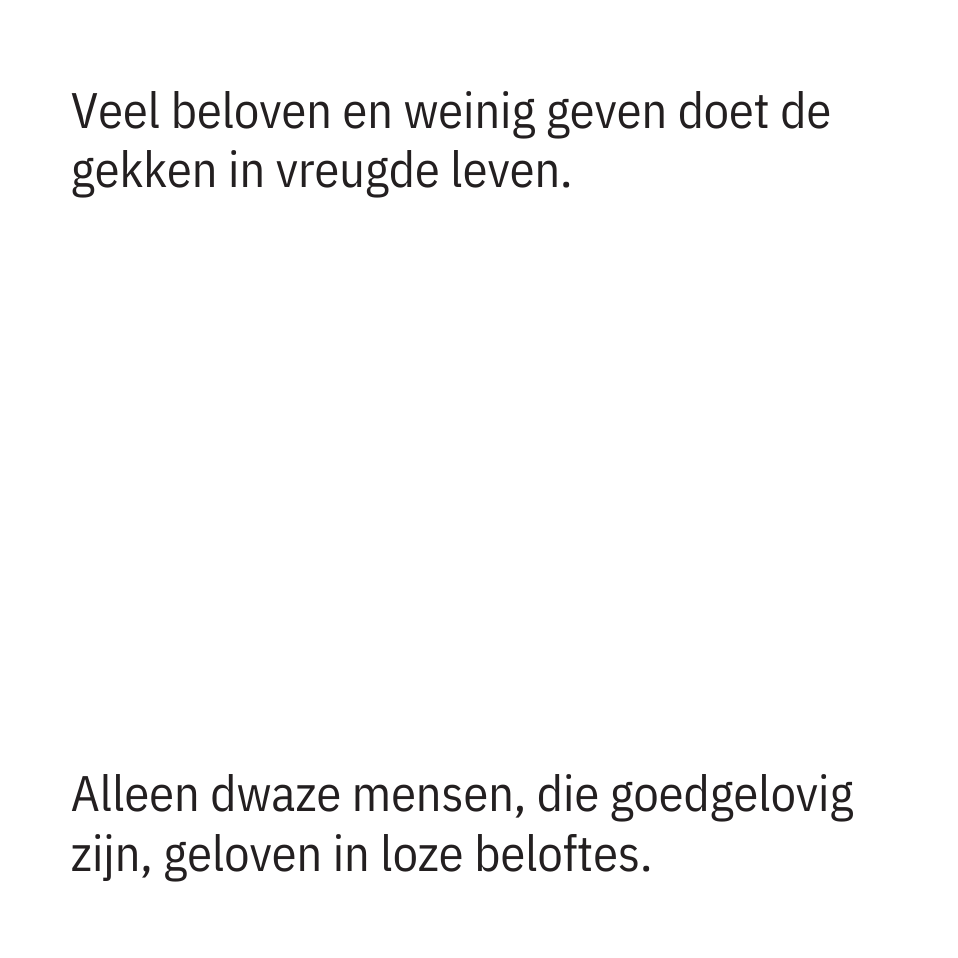 Veel beloven en weinig geven doet de
gekken in vreugde leven.
Alleen dwaze mensen, die goedgelovig
zijn, geloven in loze beloftes.